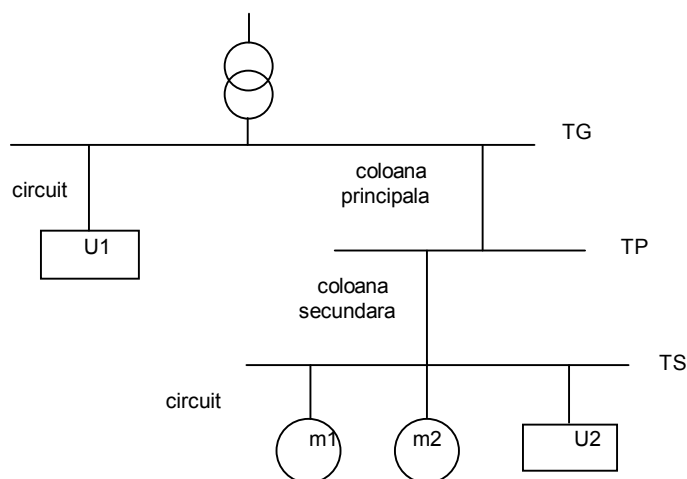 TG
coloana
principala
circuit
U1
TP
coloana
secundara
TS
circuit
m1
m2
U2